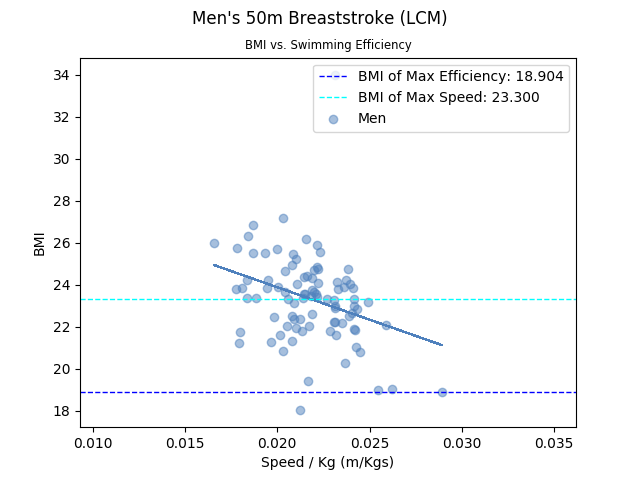 Men's 50m Breaststroke (LCM)
BMI vs. Swimming Efficiency
BMI of Max Efficiency: 18.904
BMI of Max Speed: 23.300
Men
34
32
30
28
26
24
22
20
18
BMI
0.010
0.015
0.020
0.025
0.030
0.035
Speed / Kg (m/Kgs)